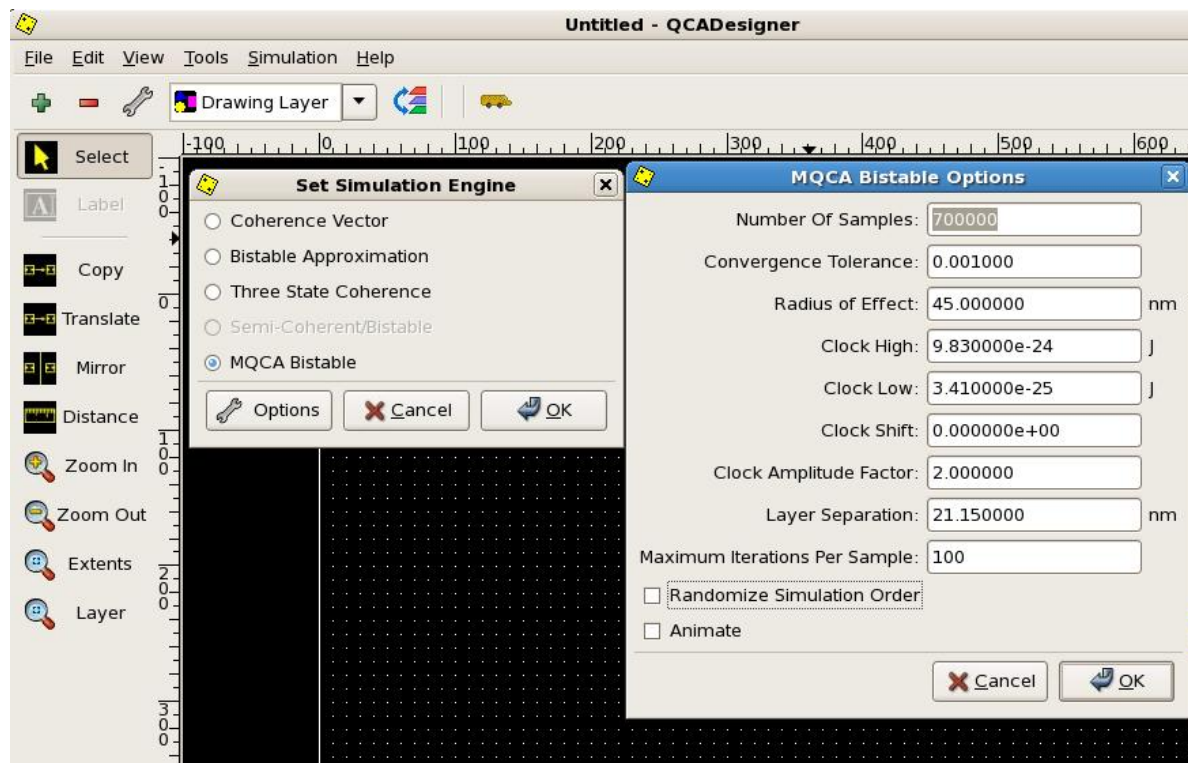 Untitled - QCADesigner
File Edit View Tools Simulation Help
Drawing Layer
-100 0 100 200 300 400 500 600
Select
Label
Copy
Translate
Mirror
Distance
Zoom In
Zoom Out
Extents
Layer
-100
0
100
200
300
Set Simulation Engine
Coherence Vector
Bistable Approximation
Three State Coherence
Semi-Coherent/Bistable
MQCA Bistable
Options Cancel OK
MQCA Bistable Options
Number Of Samples: 700000
Convergence Tolerance: 0.001000
Radius of Effect: 45.000000 nm
Clock High: 9.830000e-24 J
Clock Low: 3.410000e-25 J
Clock Shift: 0.000000e+00
Clock Amplitude Factor: 2.000000
Layer Separation: 21.150000 nm
Maximum Iterations Per Sample: 100
Randomize Simulation Order
Animate
Cancel OK